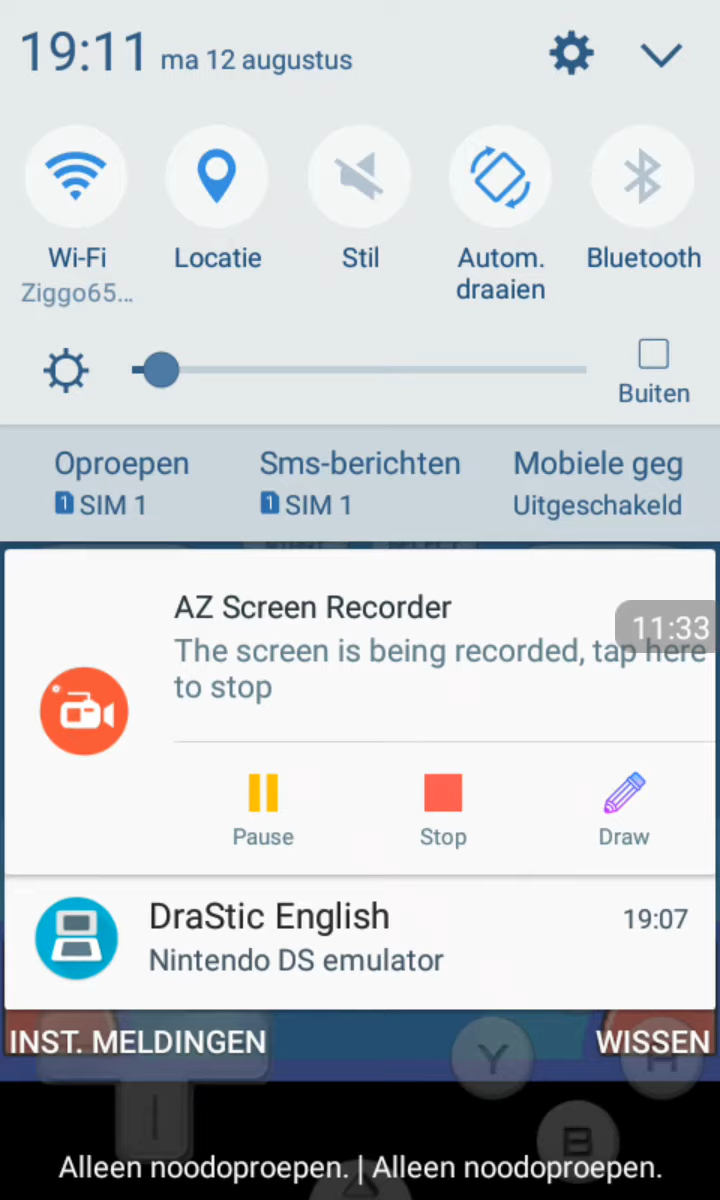 19:11 ma 12 augustus
Wi-Fi
Ziggo65...
Locatie
Stil
Autom.
draaien
Bluetooth
Buiten
Oproepen
1 SIM 1
Sms-berichten
1 SIM 1
Mobiele geg
Uitgeschakeld
AZ Screen Recorder
11:33
The screen is being recorded, tap here
to stop
Pause
Stop
Draw
DraStic English
19:07
Nintendo DS emulator
INST. MELDINGEN
WISSEN
Y
A
B
Alleen noodoproepen. | Alleen noodoproepen.